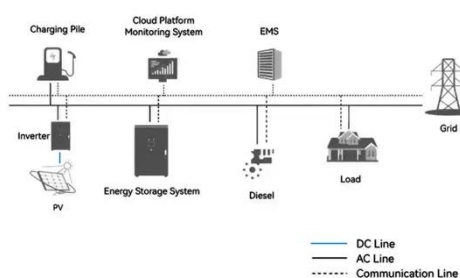 Charging Pile
Cloud Platform
Monitoring System
EMS
Inverter
Grid
PV
Energy Storage System
Diesel
Load
DC Line
AC Line
Communication Line